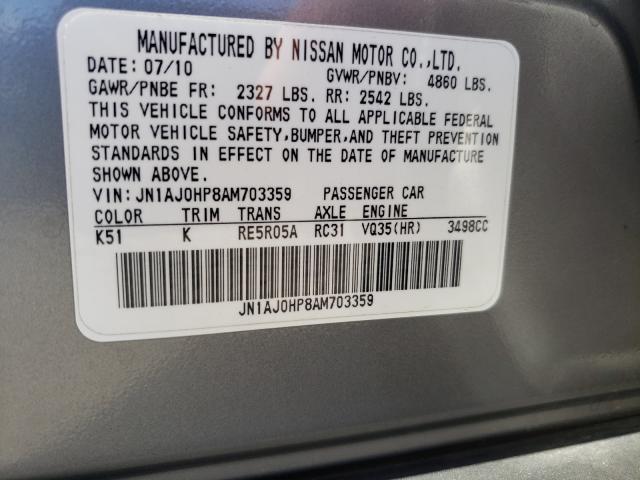 MANUFACTURED BY NISSAN MOTOR CO.,LTD.
DATE: 07/10 GVWR/PNBV: 4860 LBS.
GAWR/PNBE FR: 2327 LBS. RR: 2542 LBS.
THIS VEHICLE CONFORMS TO ALL APPLICABLE FEDERAL
MOTOR VEHICLE SAFETY,BUMPER,AND THEFT PREVENTION
STANDARDS IN EFFECT ON THE DATE OF MANUFACTURE
SHOWN ABOVE.
VIN: JN1AJ0HP8AM703359 PASSENGER CAR
COLOR TRIM TRANS AXLE ENGINE
K51 K RE5R05A RC31 VQ35(HR) 3498CC
JN1AJ0HP8AM703359